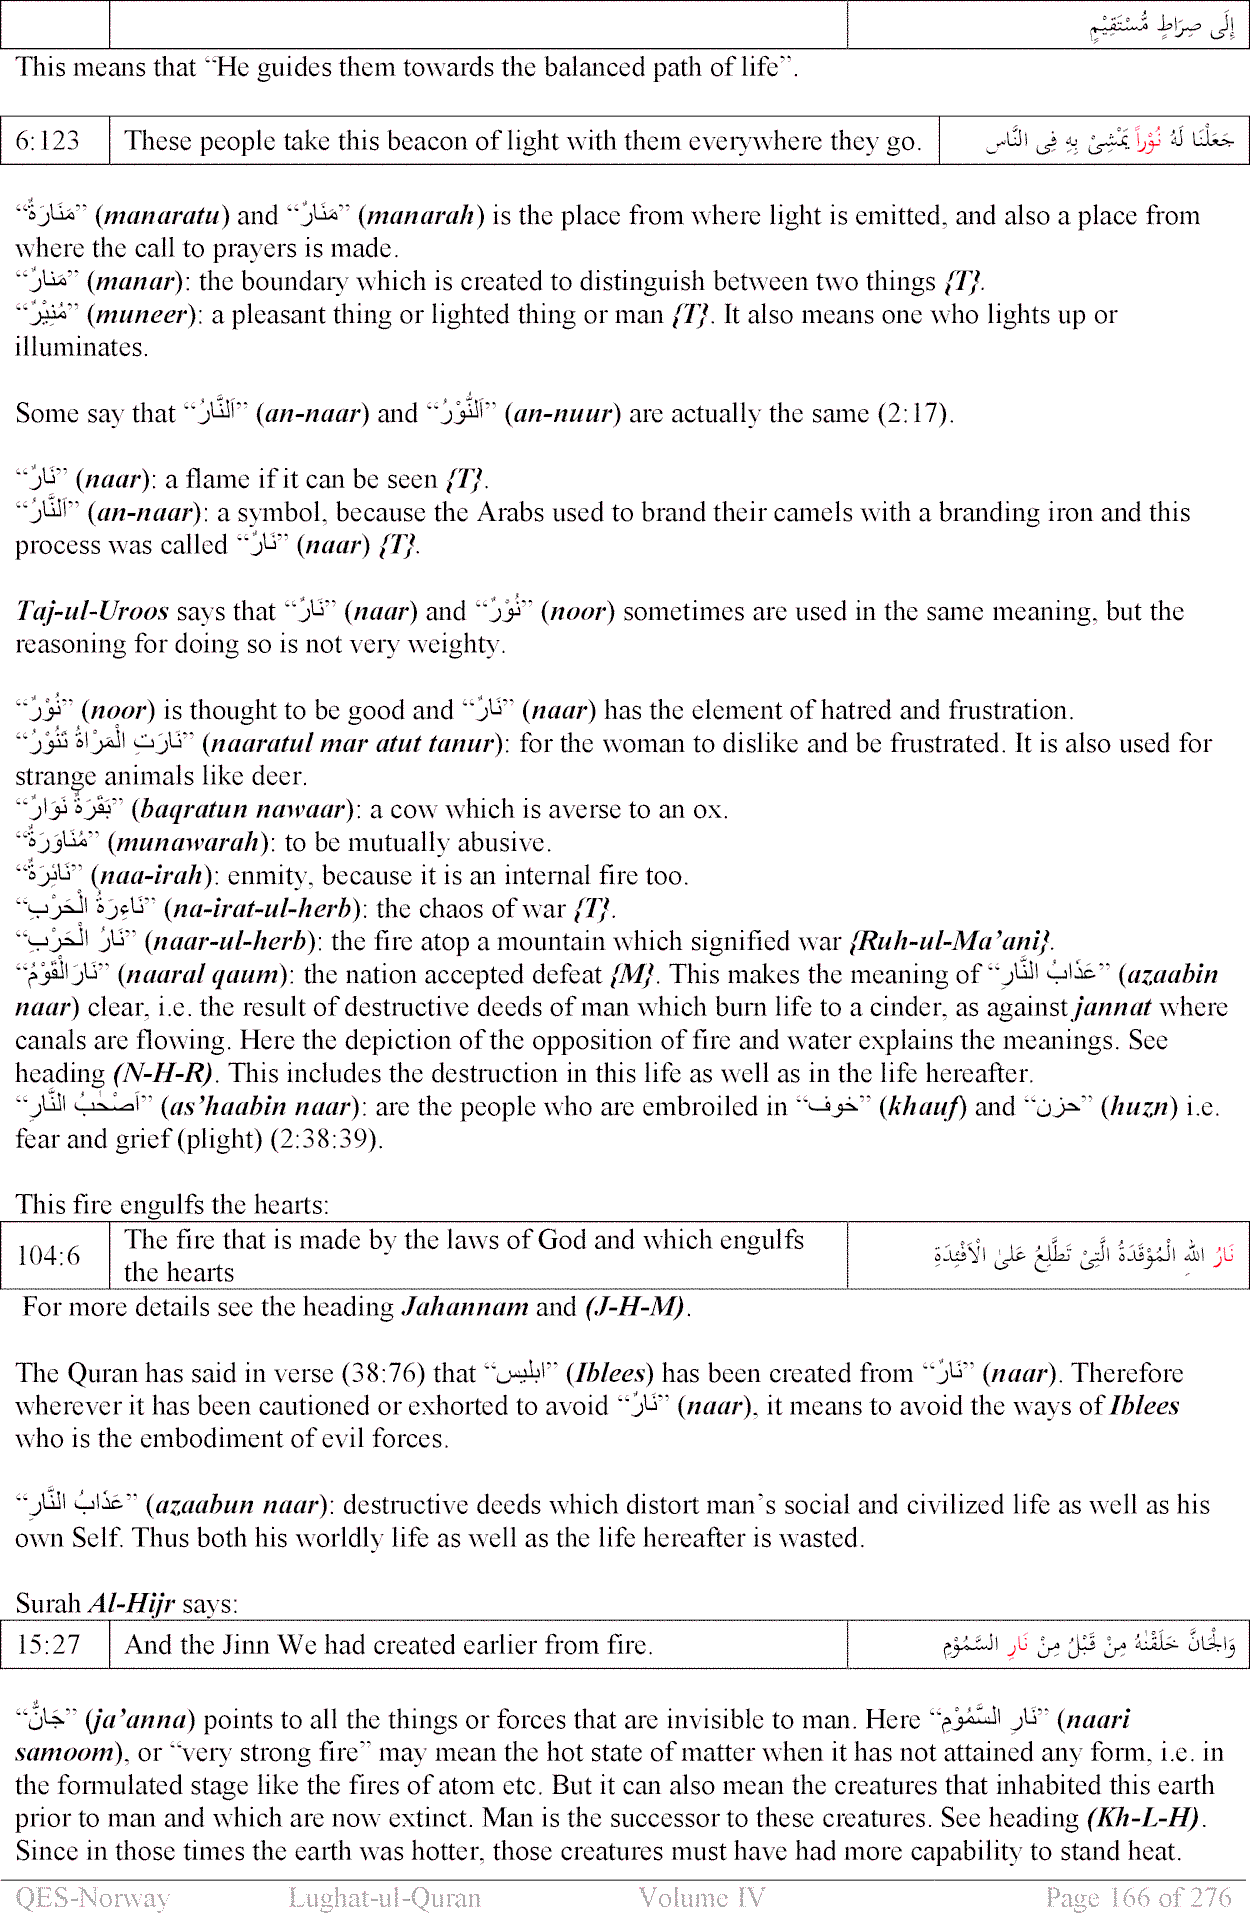 إِلَى صِرَاطٍ مُّسْتَقِيْمٍ
This means that “He guides them towards the balanced path of life”.
6:123 These people take this beacon of light with them everywhere they go. جَعَلْنَا لَهُ نُوْراً يَمْشِىْ بِهِ فِى النَّاس
“مَنَارَةٌ” (manaratu) and “مَنَارٌ” (manarah) is the place from where light is emitted, and also a place from
where the call to prayers is made.
“مَنارٌ” (manar): the boundary which is created to distinguish between two things {T}.
“مُنِيْرٌ” (muneer): a pleasant thing or lighted thing or man {T}. It also means one who lights up or
illuminates.
Some say that “اَلنَّارُ” (an-naar) and “اَلنُّوْرُ” (an-nuur) are actually the same (2:17).
“نَارٌ” (naar): a flame if it can be seen {T}.
“اَلنَّارُ” (an-naar): a symbol, because the Arabs used to brand their camels with a branding iron and this
process was called “نَارٌ” (naar) {T}.
Taj-ul-Uroos says that “نَارٌ” (naar) and “نُوْرٌ” (noor) sometimes are used in the same meaning, but the
reasoning for doing so is not very weighty.
“نُوْرٌ” (noor) is thought to be good and “نَارٌ” (naar) has the element of hatred and frustration.
“نَارَتِ الْمَرْاةُ تَنُوْرُ” (naaratul mar atut tanur): for the woman to dislike and be frustrated. It is also used for
strange animals like deer.
“بَقْرَةٌ نَوَارٌ” (baqratun nawaar): a cow which is averse to an ox.
“مُنَاوَرَةٌ” (munawarah): to be mutually abusive.
“نَائِرَةٌ” (naa-irah): enmity, because it is an internal fire too.
“نَاءِرَةُ الْحَرْبِ” (na-irat-ul-herb): the chaos of war {T}.
“نَارُ الْحَرْبِ” (naar-ul-herb): the fire atop a mountain which signified war {Ruh-ul-Ma’ani}.
“نَارَالْقَوْمُ” (naaral qaum): the nation accepted defeat {M}. This makes the meaning of “عَذَابُ النَّارِ” (azaabin
naar) clear, i.e. the result of destructive deeds of man which burn life to a cinder, as against jannat where
canals are flowing. Here the depiction of the opposition of fire and water explains the meanings. See
heading (N-H-R). This includes the destruction in this life as well as in the life hereafter.
“اَصْحٰبُ النَّارِ” (as’haabin naar): are the people who are embroiled in “خوف” (khauf) and “حزن” (huzn) i.e.
fear and grief (plight) (2:38:39).
This fire engulfs the hearts:
104:6 The fire that is made by the laws of God and which engulfs
the hearts نَارُ اللهِ الْمُوْقَدَةُ الَّتِىْ تَطَّلِعُ عَلىٰ الْاَفْئِدَةِ
For more details see the heading Jahannam and (J-H-M).
The Quran has said in verse (38:76) that “ابليس” (Iblees) has been created from “نَارٌ” (naar). Therefore
wherever it has been cautioned or exhorted to avoid “نَارٌ” (naar), it means to avoid the ways of Iblees
who is the embodiment of evil forces.
“عَذَابُ النَّارِ” (azaabun naar): destructive deeds which distort man’s social and civilized life as well as his
own Self. Thus both his worldly life as well as the life hereafter is wasted.
Surah Al-Hijr says:
15:27 And the Jinn We had created earlier from fire. وَالْجَانَّ خَلَقْنٰهُ مِنْ قَبْلُ مِنْ نَارِ السَّمُوْمِ
“جَانٌّ” (ja’anna) points to all the things or forces that are invisible to man. Here “نَارِ السَّمُوْمِ” (naari
samoom), or “very strong fire” may mean the hot state of matter when it has not attained any form, i.e. in
the formulated stage like the fires of atom etc. But it can also mean the creatures that inhabited this earth
prior to man and which are now extinct. Man is the successor to these creatures. See heading (Kh-L-H).
Since in those times the earth was hotter, those creatures must have had more capability to stand heat.
QES-Norway Lughat-ul-Quran Volume IV Page 166 of 276